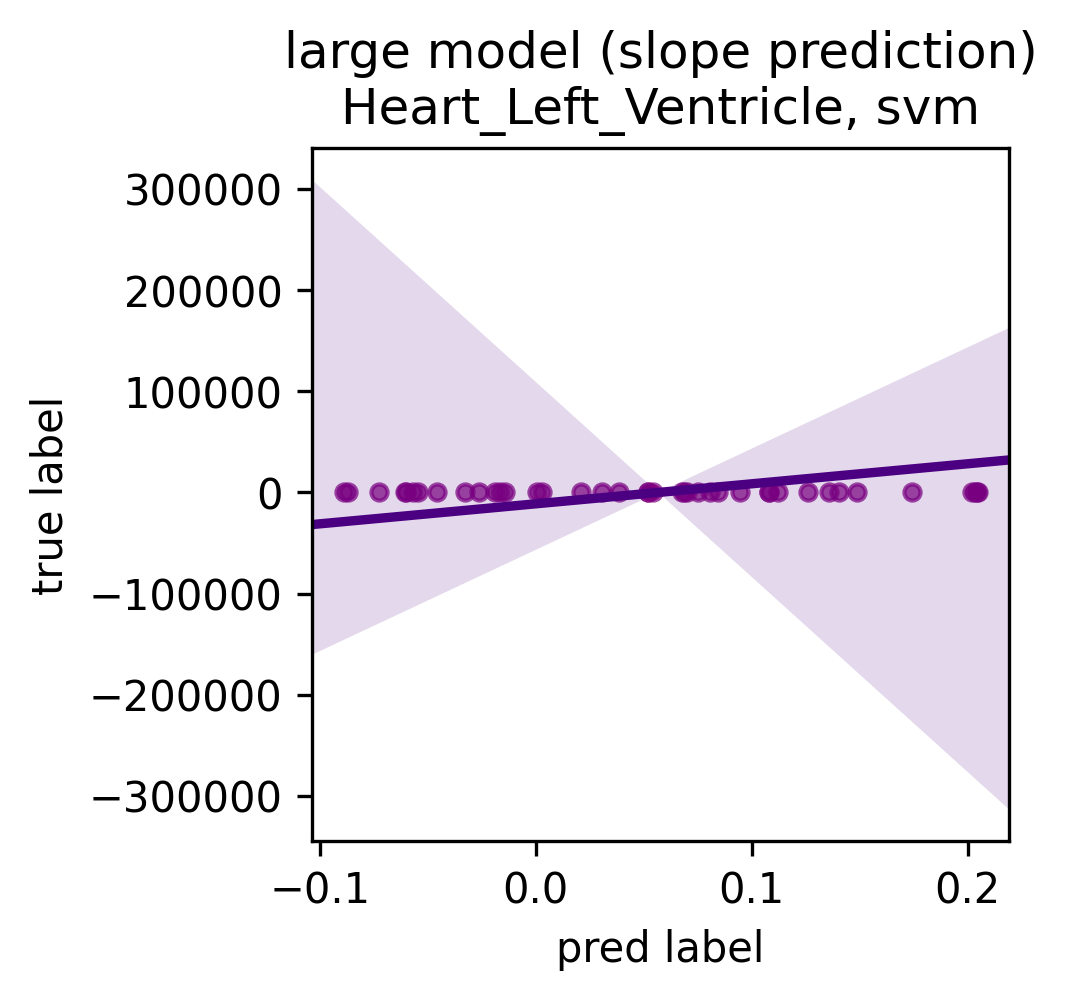 large model (slope prediction)
Heart_Left_Ventricle, svm
300000
200000
100000
0
−100000
−200000
−300000
true label
−0.1
0.0
0.1
0.2
pred label